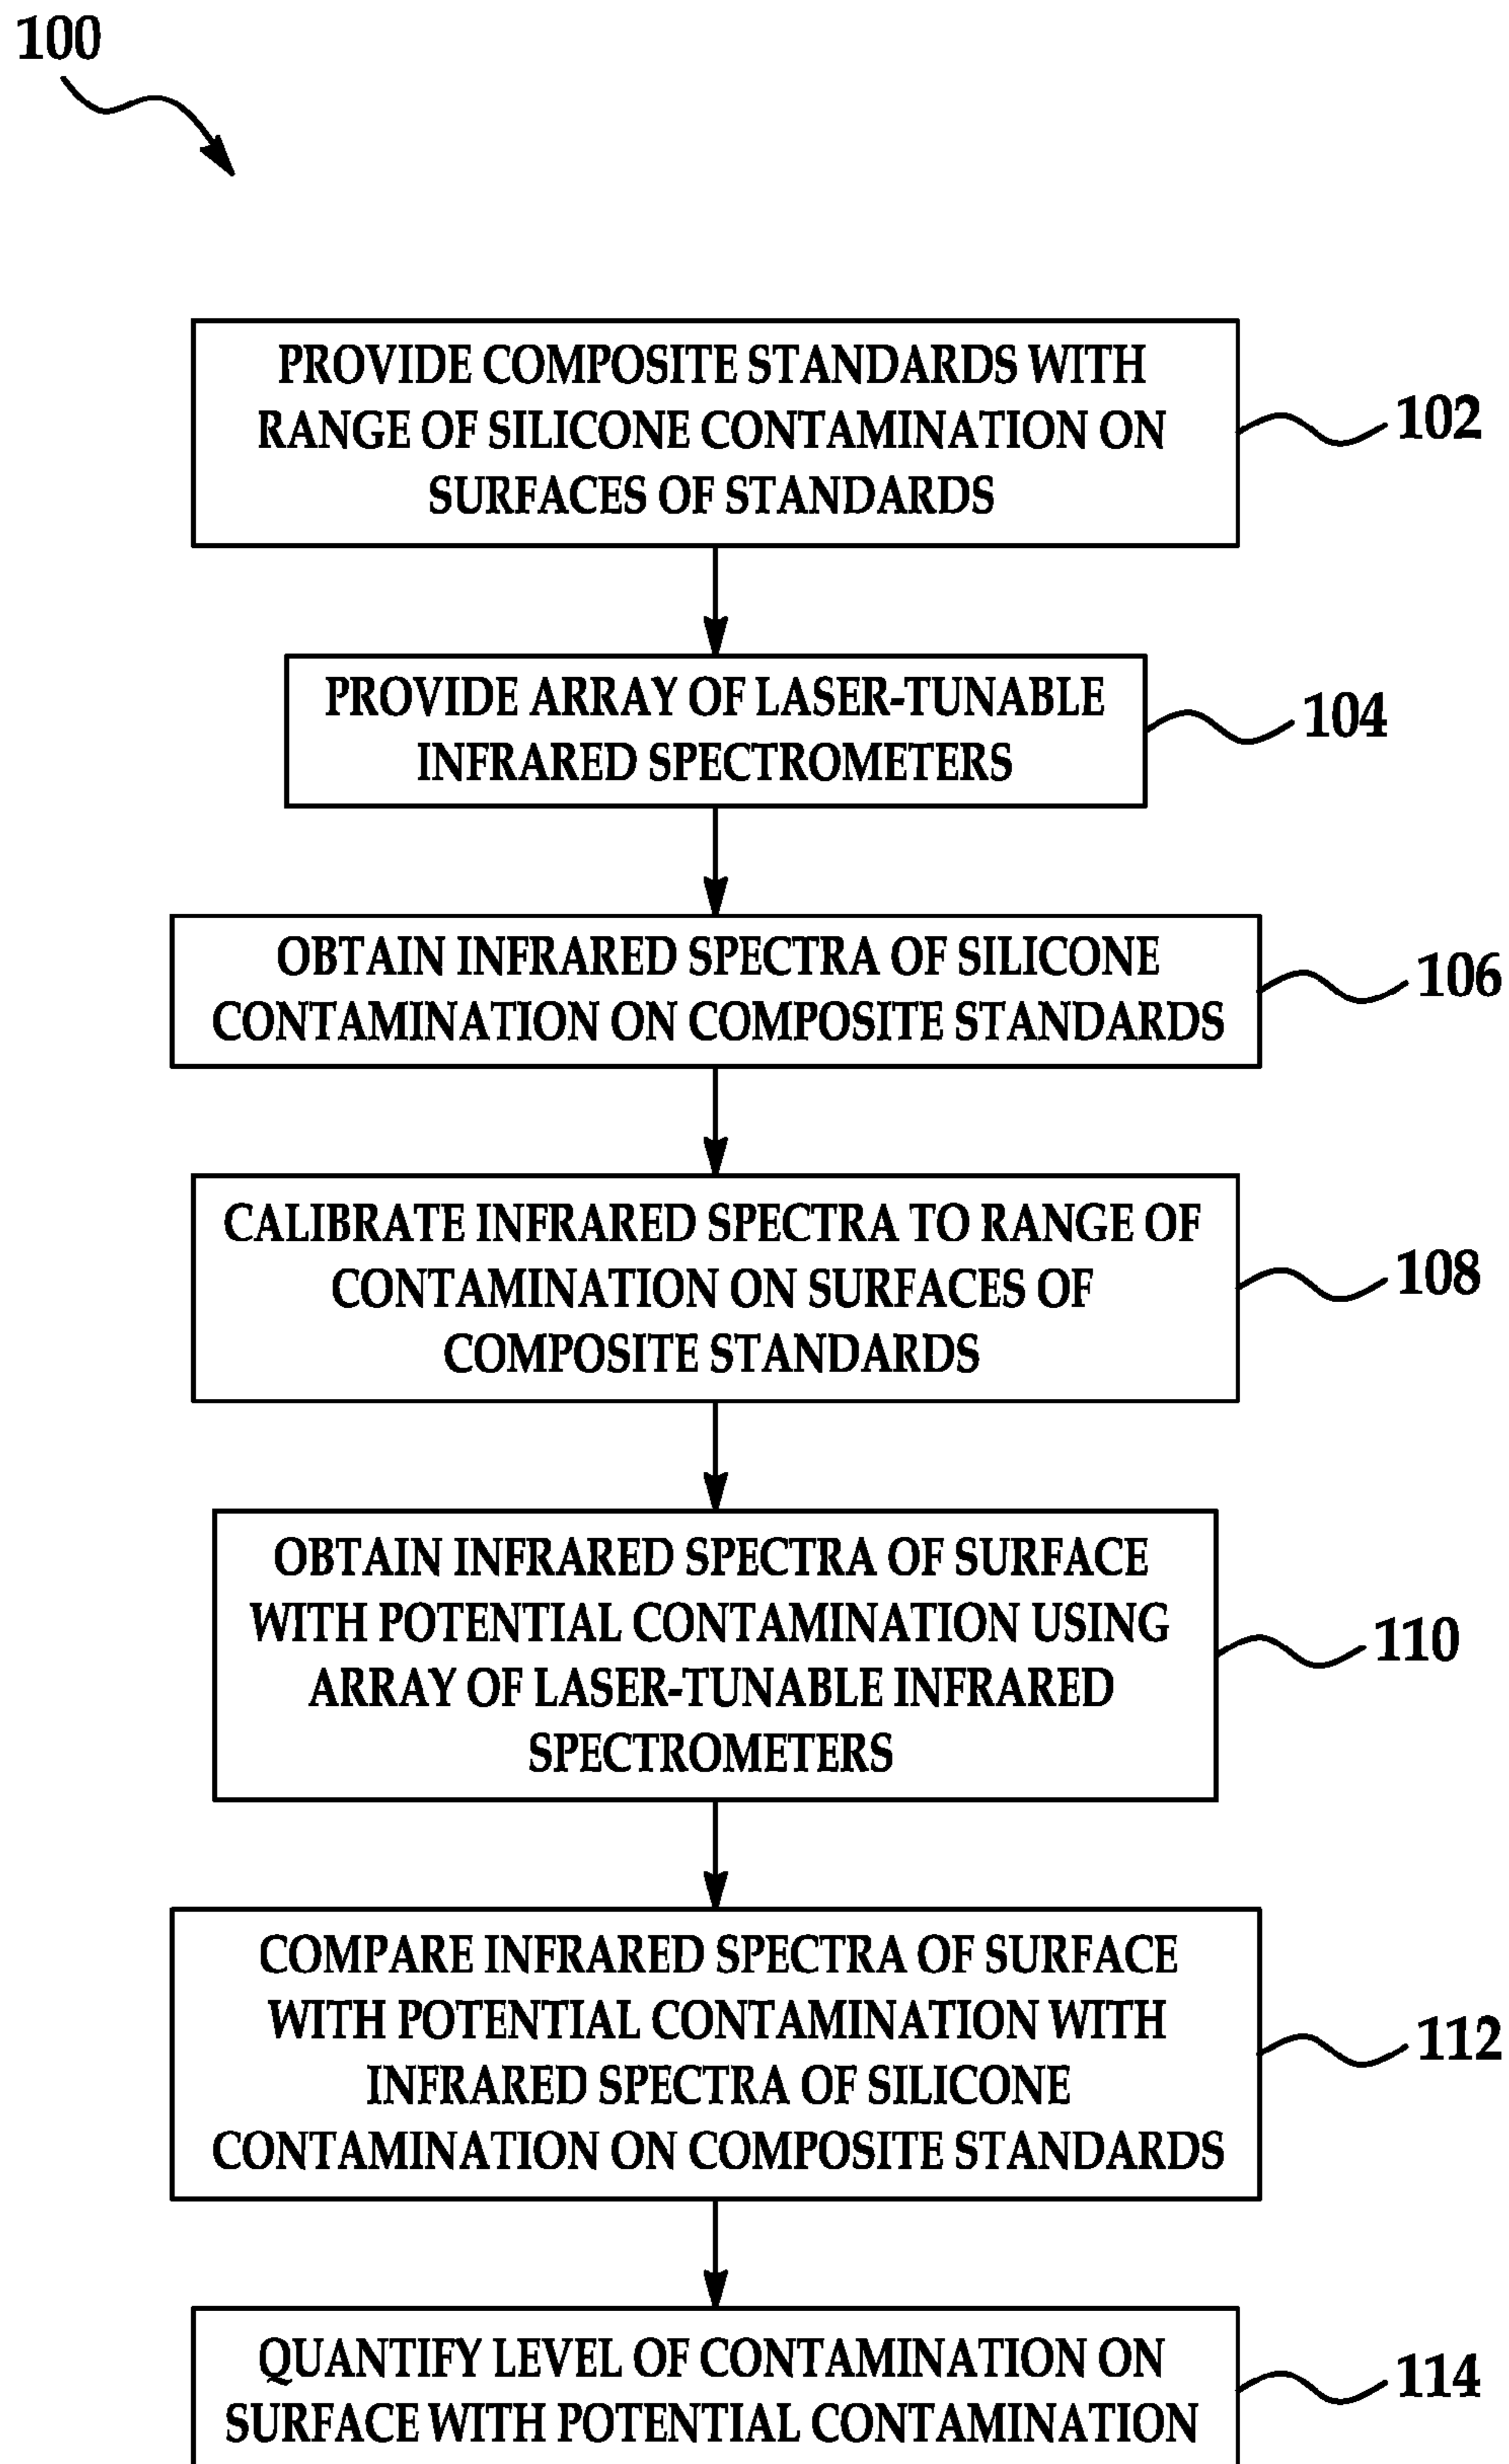 100
PROVIDE COMPOSITE STANDARDS WITH
RANGE OF SILICONE CONTAMINATION ON
SURFACES OF STANDARDS
102
PROVIDE ARRAY OF LASER-TUNABLE
INFRARED SPECTROMETERS
104
OBTAIN INFRARED SPECTRA OF SILICONE
CONTAMINATION ON COMPOSITE STANDARDS
106
CALIBRATE INFRARED SPECTRA TO RANGE OF
CONTAMINATION ON SURFACES OF
COMPOSITE STANDARDS
108
OBTAIN INFRARED SPECTRA OF SURFACE
WITH POTENTIAL CONTAMINATION USING
ARRAY OF LASER-TUNABLE INFRARED
SPECTROMETERS
110
COMPARE INFRARED SPECTRA OF SURFACE
WITH POTENTIAL CONTAMINATION WITH
INFRARED SPECTRA OF SILICONE
CONTAMINATION ON COMPOSITE STANDARDS
112
QUANTIFY LEVEL OF CONTAMINATION ON
SURFACE WITH POTENTIAL CONTAMINATION
114